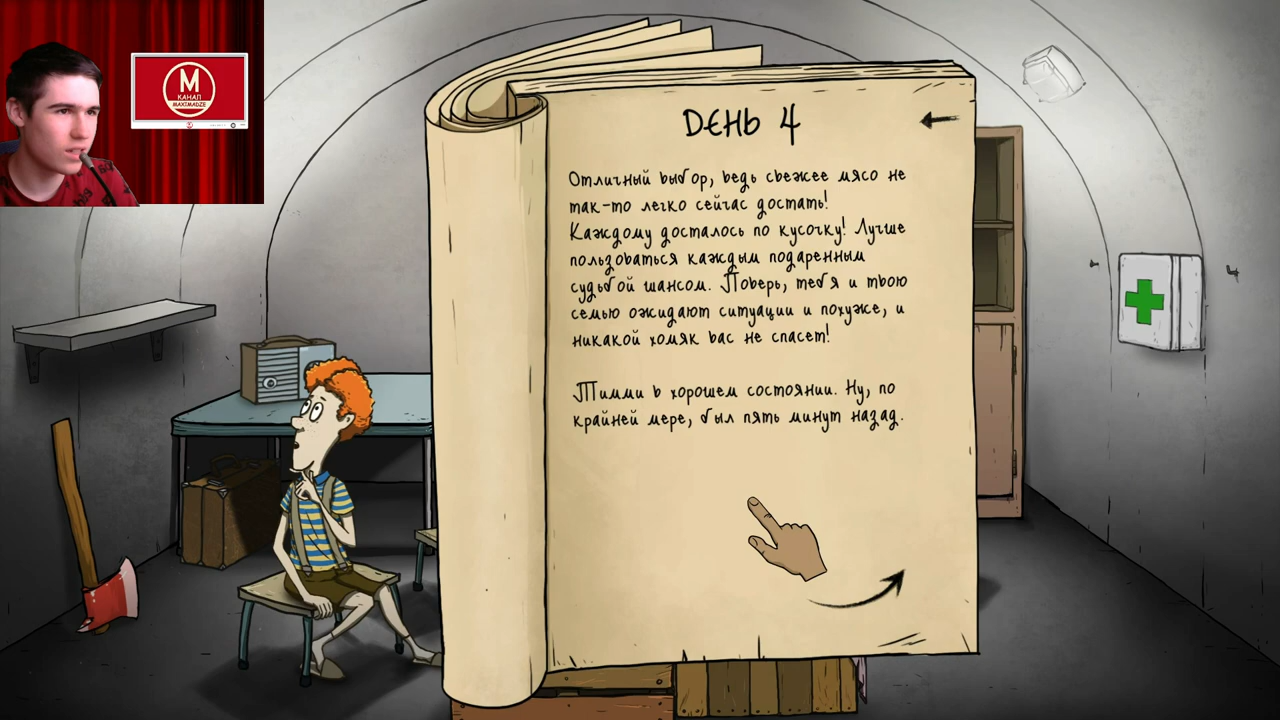 M
КАНАЛ
MAXIMADZE
ДЕНЬ 4
Отличный выбор, ведь свежее мясо не
так-то легко сейчас достать!
Каждому досталось по кусочку! Лучше
пользоваться каждым подаренным
судьбой шансом. Поверь, тебя и твою
семью ожидают ситуации и похуже, и
никакой хомяк вас не спасет!
Тимми в хорошем состоянии. Ну, по
крайней мере, был пять минут назад.